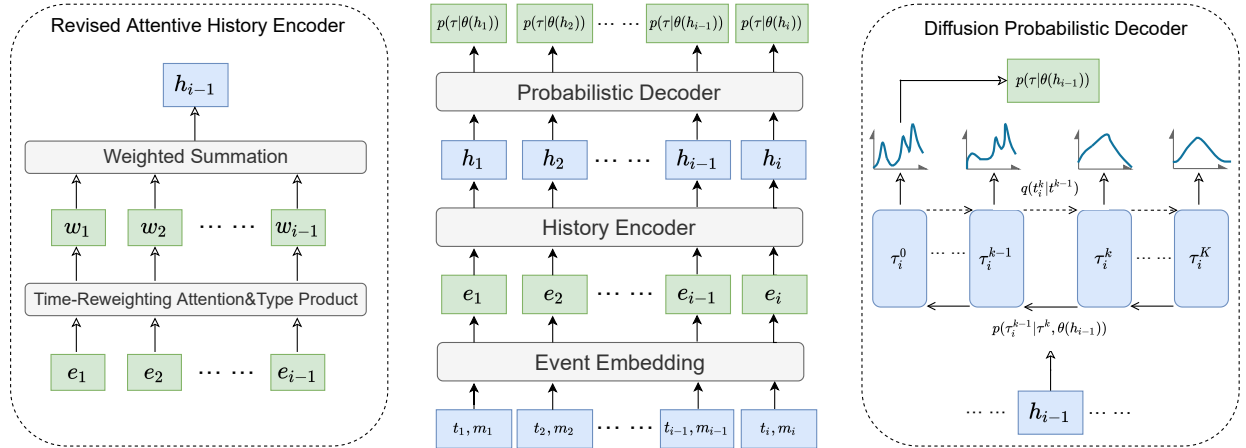 Revised Attentive History Encoder
h_{i-1}
Weighted Summation
w_1 w_2 ... ... w_{i-1}
Time-Reweighting Attention&Type Product
e_1 e_2 ... ... e_{i-1}
p(τ|θ(h_1)) p(τ|θ(h_2)) ... ... p(τ|θ(h_{i-1})) p(τ|θ(h_i))
Probabilistic Decoder
h_1 h_2 ... ... h_{i-1} h_i
History Encoder
e_1 e_2 ... ... e_{i-1} e_i
Event Embedding
t_1, m_1 t_2, m_2 ... ... t_{i-1}, m_{i-1} t_i, m_i
Diffusion Probabilistic Decoder
p(τ|θ(h_{i-1}))
q(t_i^k|t^{k-1})
τ_i^0 ... ... τ_i^{k-1} τ_i^k ... ... τ_i^K
p(τ_i^{k-1}|τ^k, θ(h_{i-1}))
... ... h_{i-1} ... ...